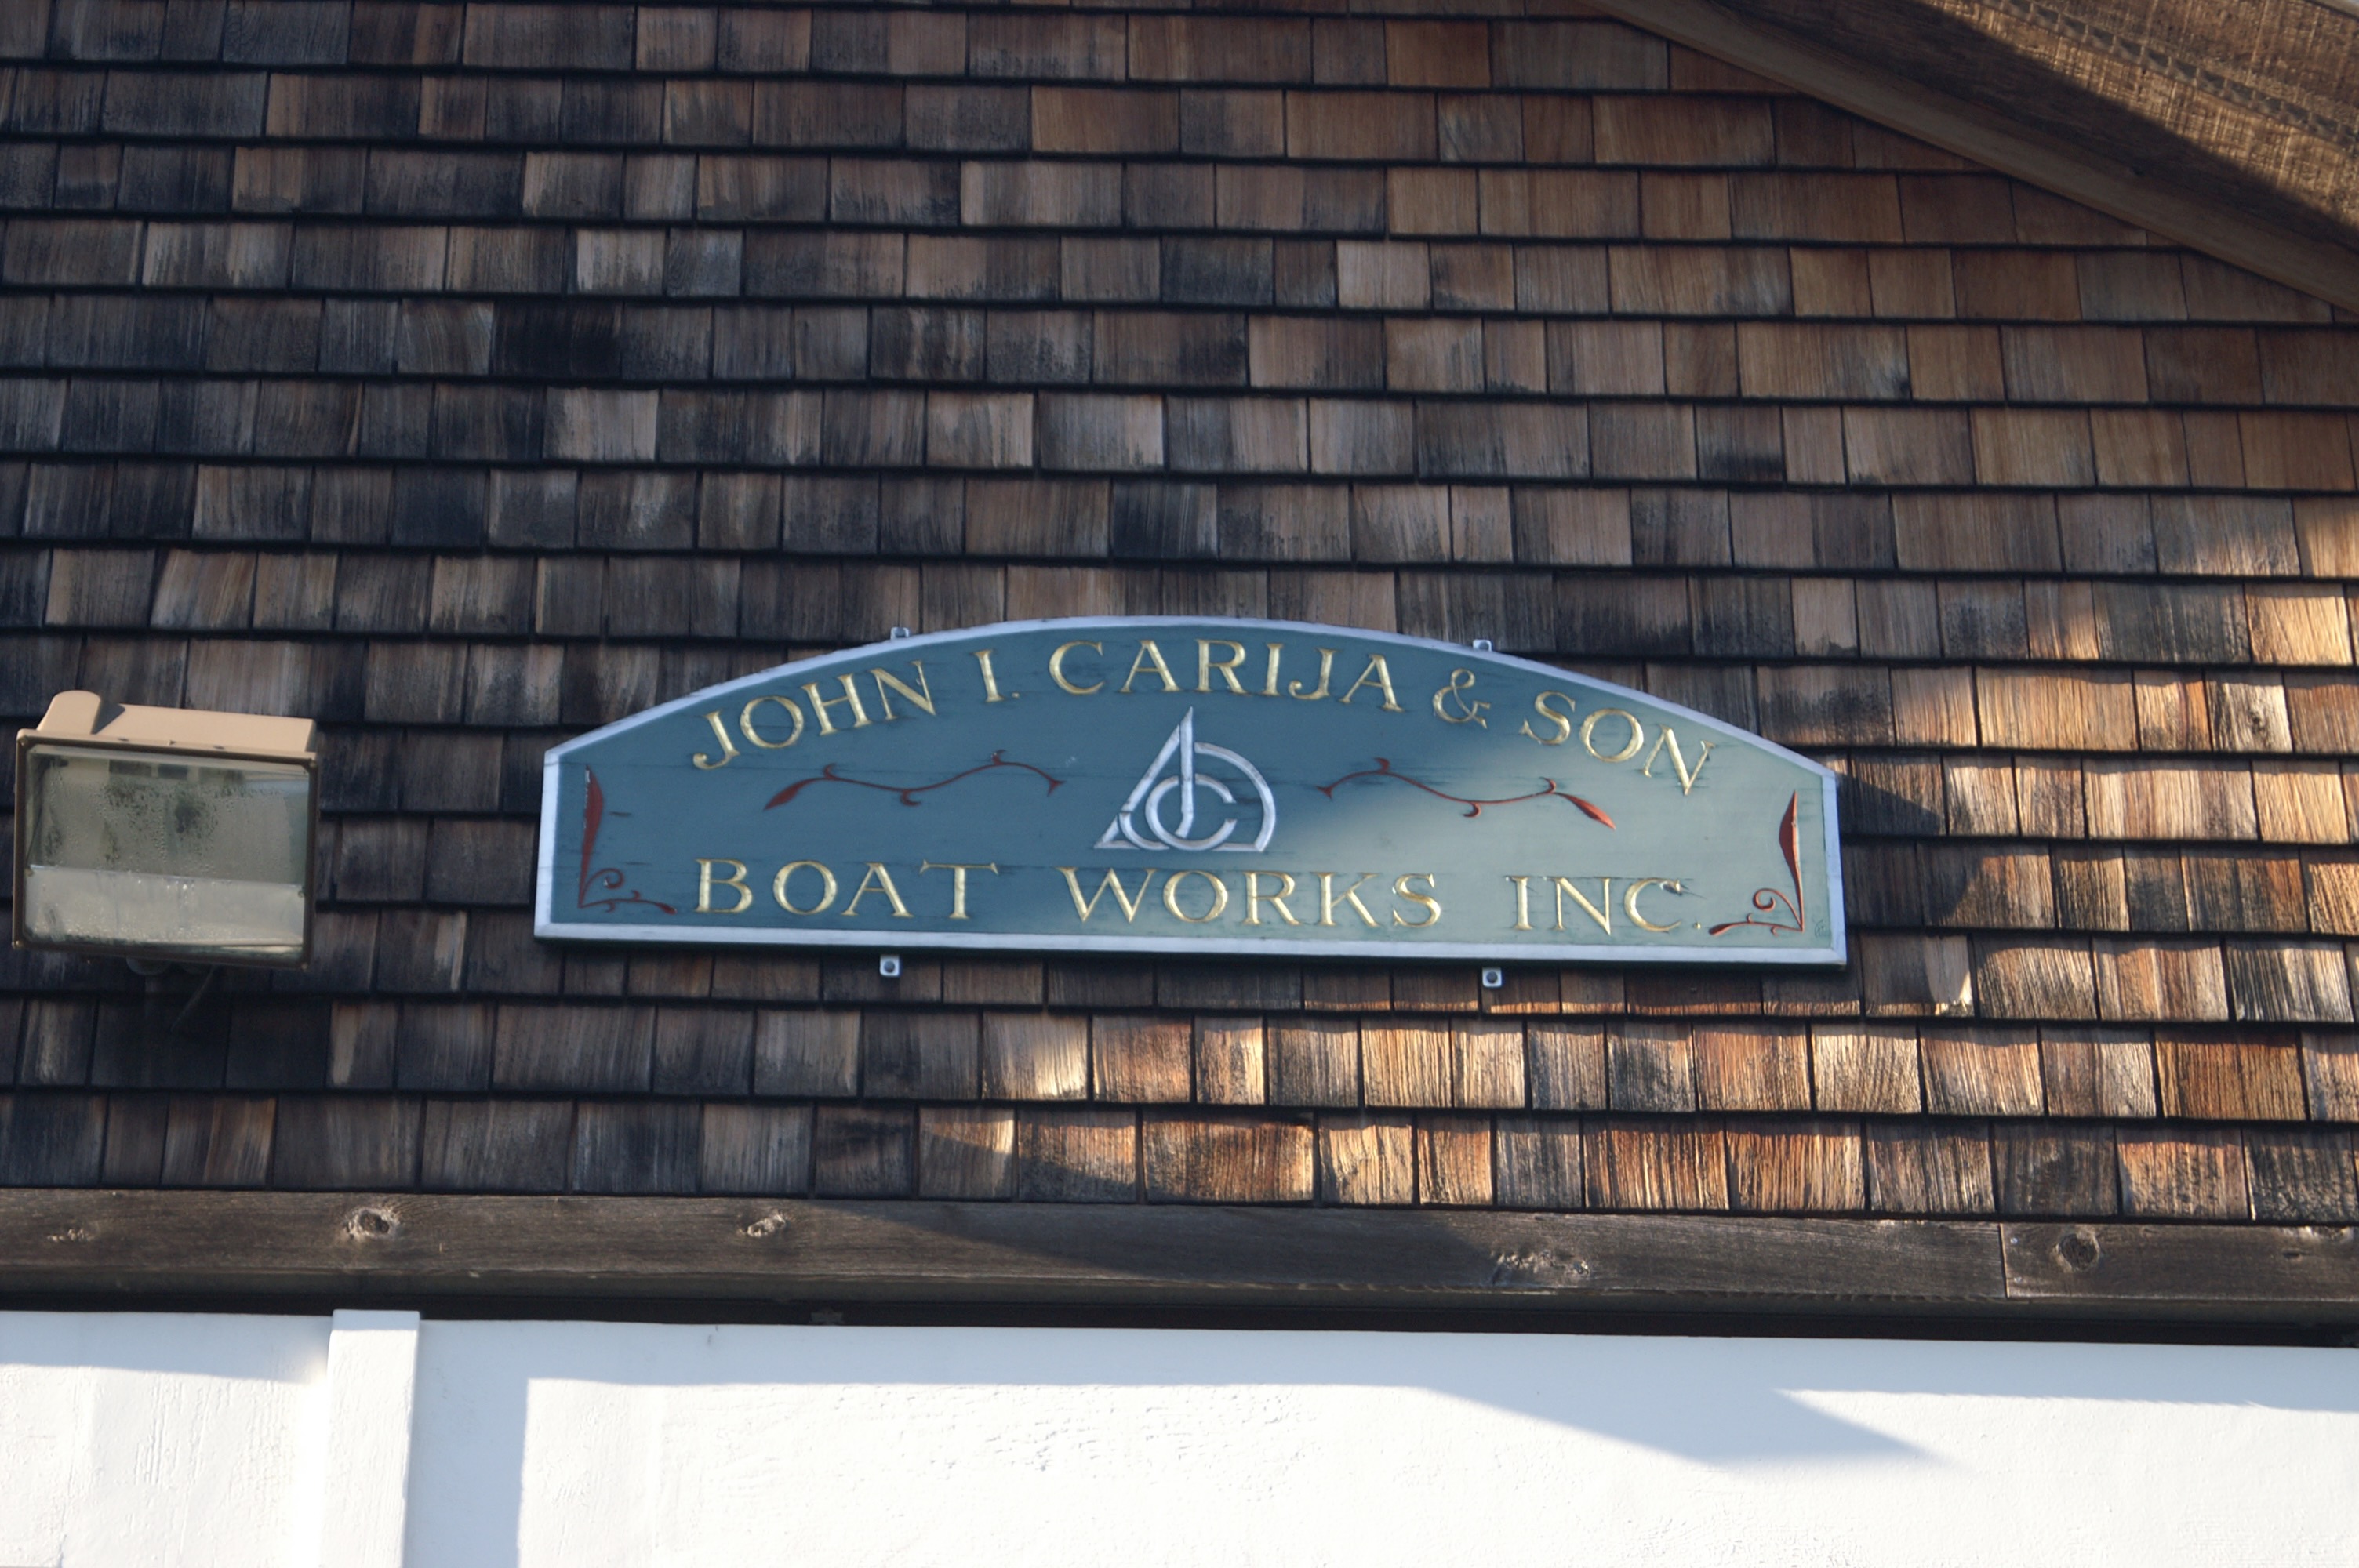 JOHN I. CARIJA & SON
BOAT WORKS INC.